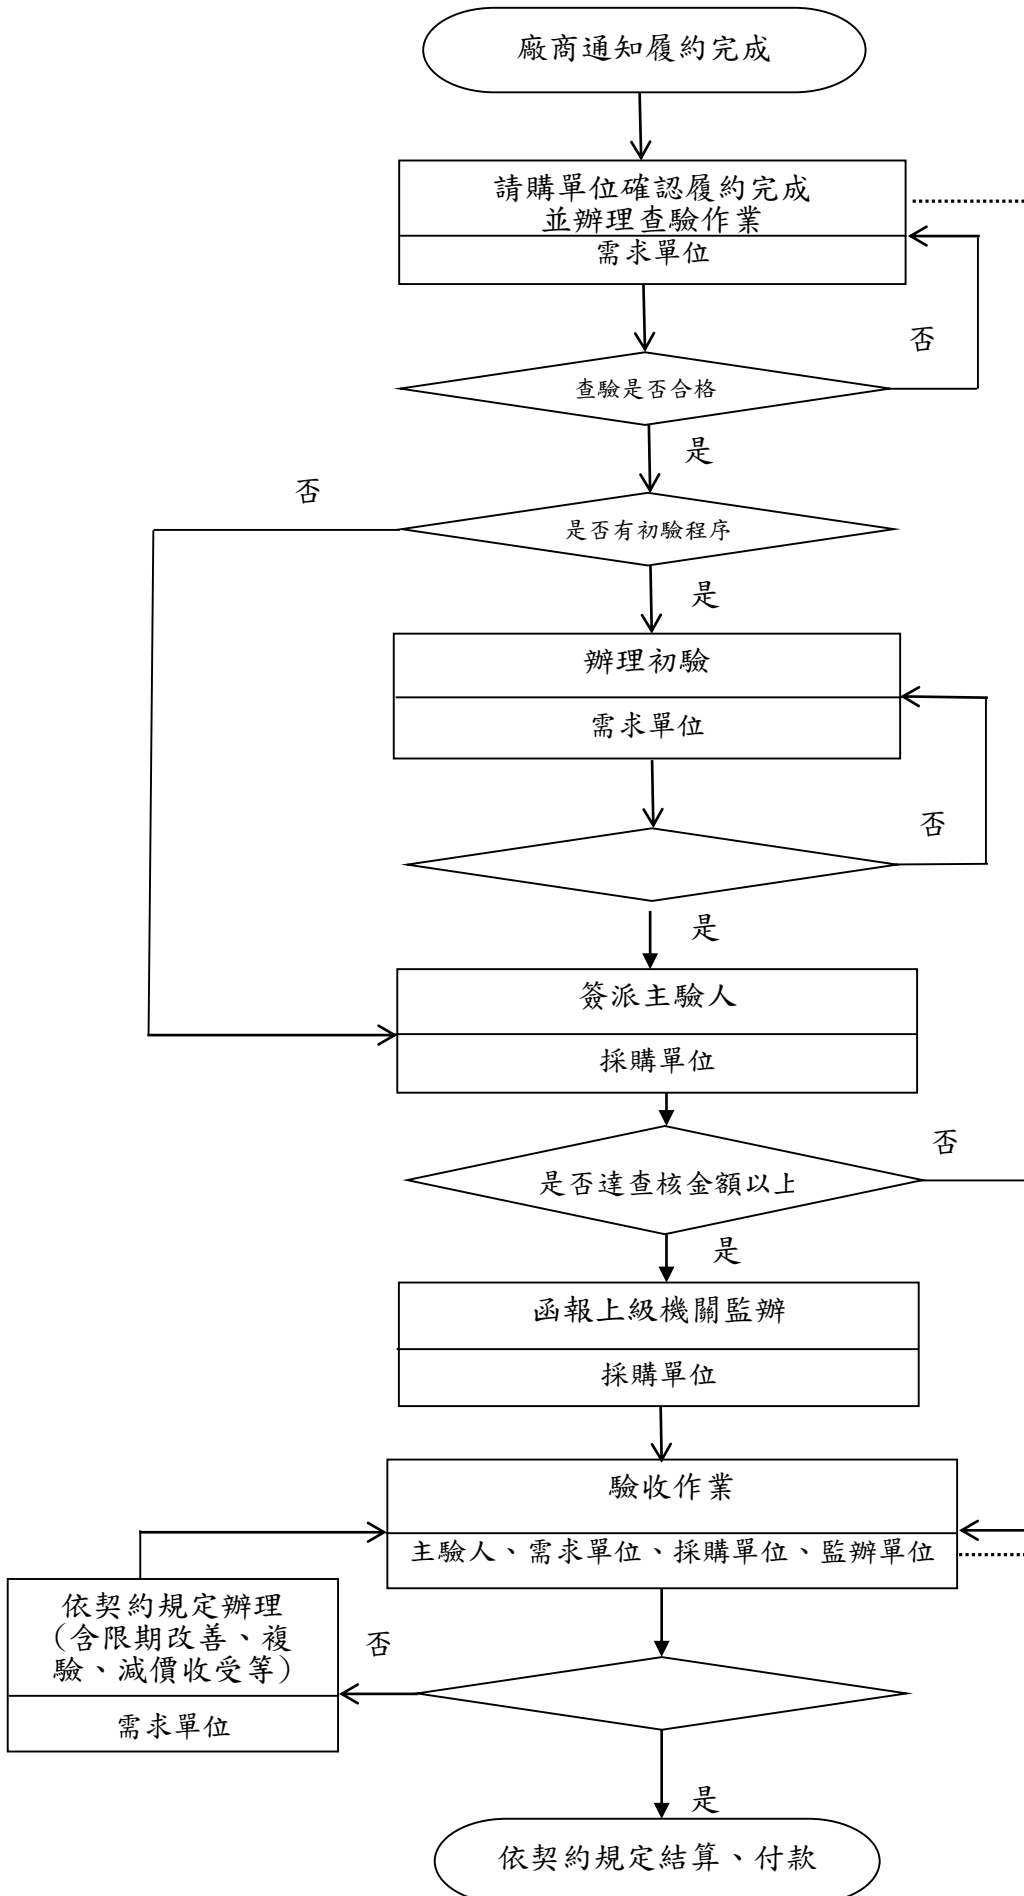 廠商通知履約完成
請購單位確認履約完成
並辦理查驗作業
需求單位
否
查驗是否合格
是
否
是否有初驗程序
是
辦理初驗
需求單位
否
是
簽派主驗人
採購單位
否
是否達查核金額以上
是
函報上級機關監辦
採購單位
驗收作業
主驗人、需求單位、採購單位、監辦單位
依契約規定辦理
（含限期改善、複
驗、減價收受等）
否
需求單位
是
依契約規定結算、付款